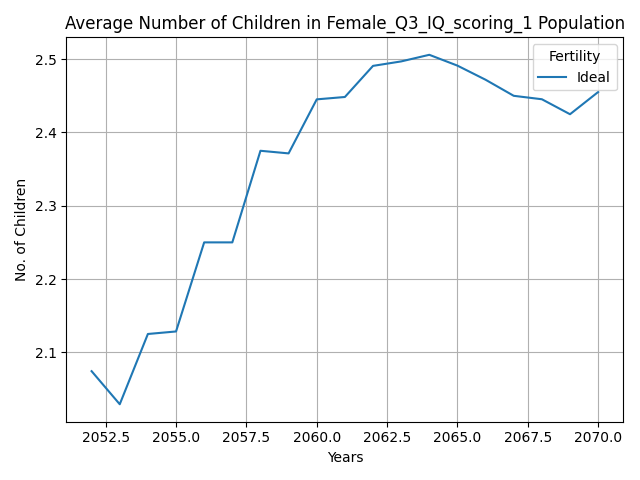 Average Number of Children in Female_Q3_IQ_scoring_1 Population
Fertility
Ideal
2.5
2.4
2.3
2.2
2.1
No. of Children
2052.5 2055.0 2057.5 2060.0 2062.5 2065.0 2067.5 2070.0
Years